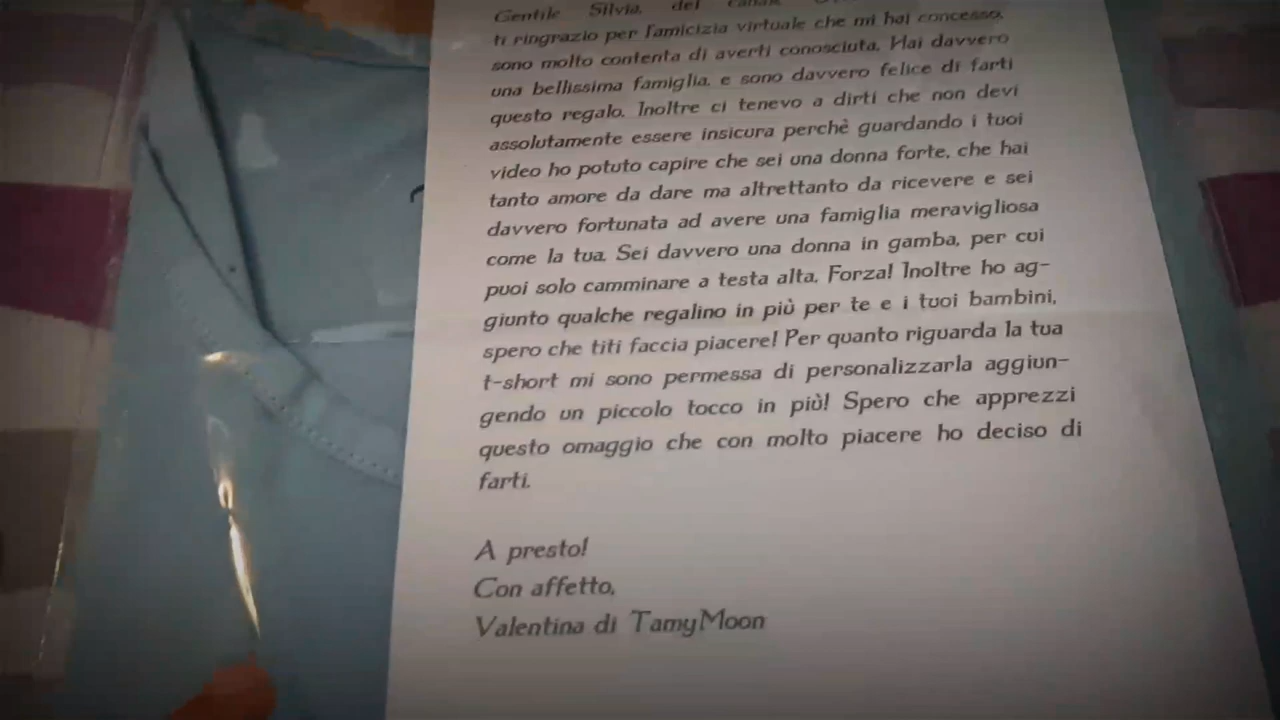 Gentile Silvia, del canale
ti ringrazio per l'amicizia virtuale che mi hai concesso,
sono molto contenta di averti conosciuta. Hai davvero
una bellissima famiglia, e sono davvero felice di farti
questo regalo. Inoltre ci tenevo a dirti che non devi
assolutamente essere insicura perchè guardando i tuoi
video ho potuto capire che sei una donna forte, che hai
tanto amore da dare ma altrettanto da ricevere e sei
davvero fortunata ad avere una famiglia meravigliosa
come la tua. Sei davvero una donna in gamba, per cui
puoi solo camminare a testa alta. Forza! Inoltre ho ag-
giunto qualche regalino in più per te e i tuoi bambini,
spero che titi faccia piacere! Per quanto riguarda la tua
t-short mi sono permessa di personalizzarla aggiun-
gendo un piccolo tocco in più! Spero che apprezzi
questo omaggio che con molto piacere ho deciso di
farti.
A presto!
Con affetto,
Valentina di TamyMoon